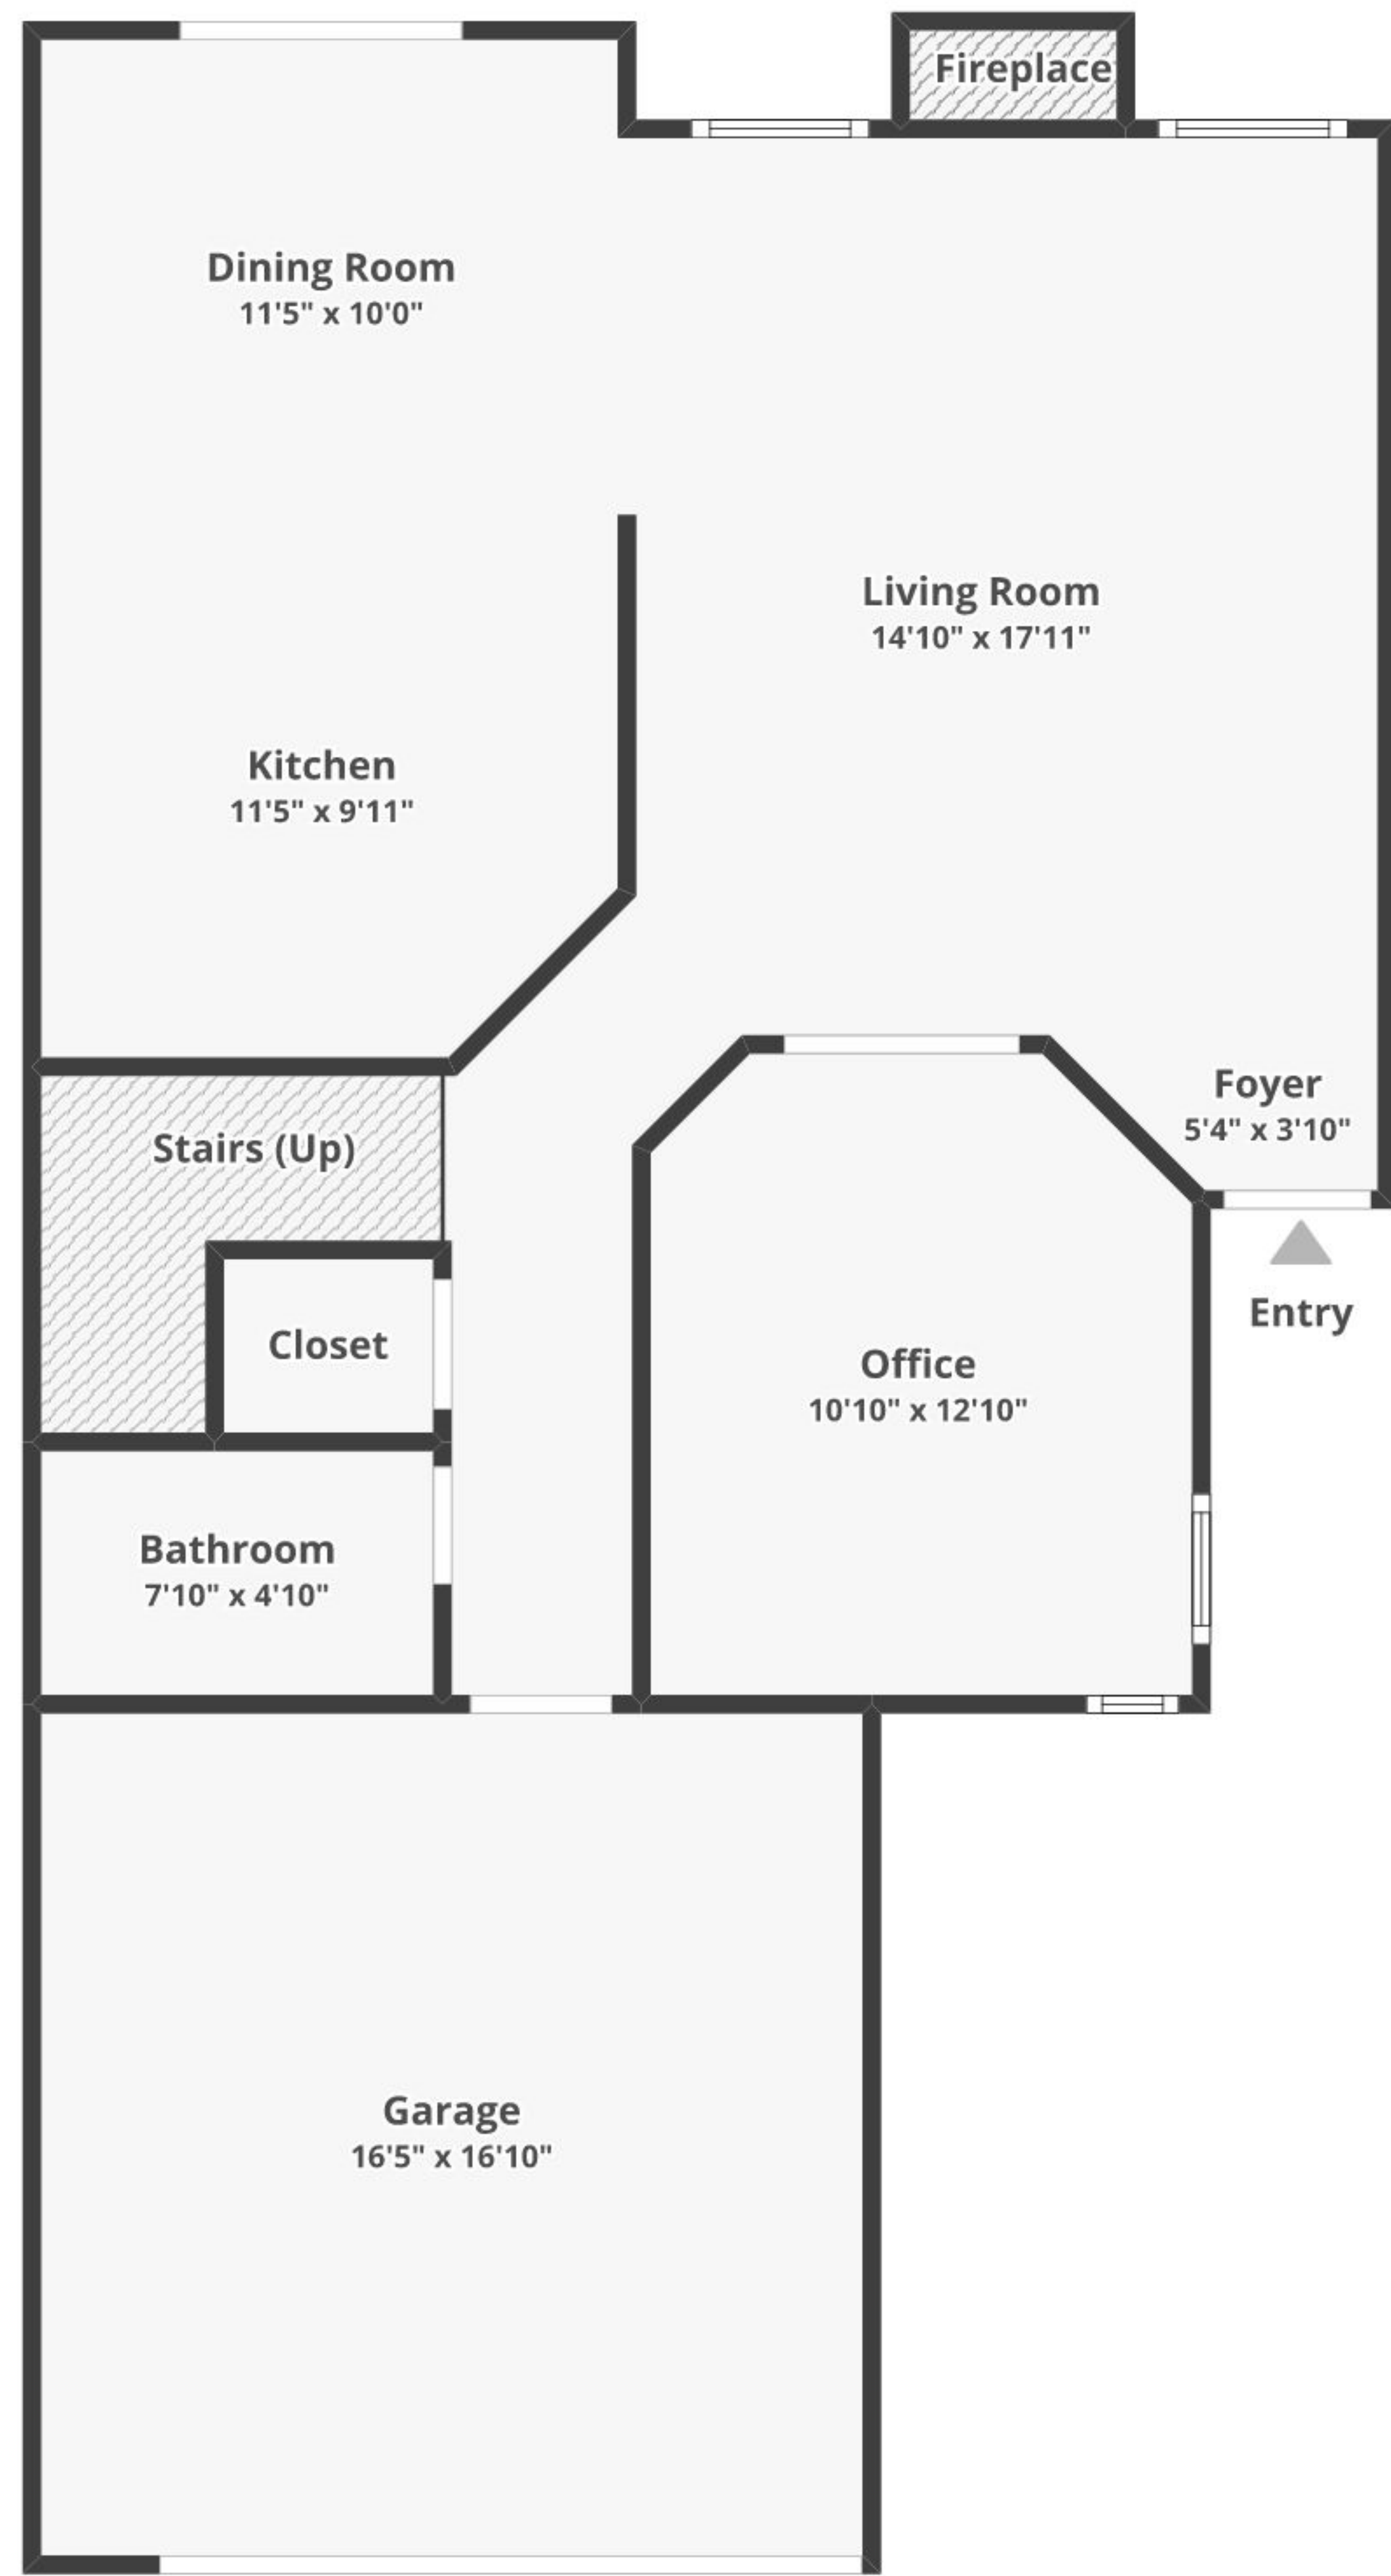 Fireplace
Dining Room
11'5" x 10'0"
Living Room
14'10" x 17'11"
Kitchen
11'5" x 9'11"
Foyer
5'4" x 3'10"
Stairs (Up)
Entry
Closet
Office
10'10" x 12'10"
Bathroom
7'10" x 4'10"
Garage
16'5" x 16'10"